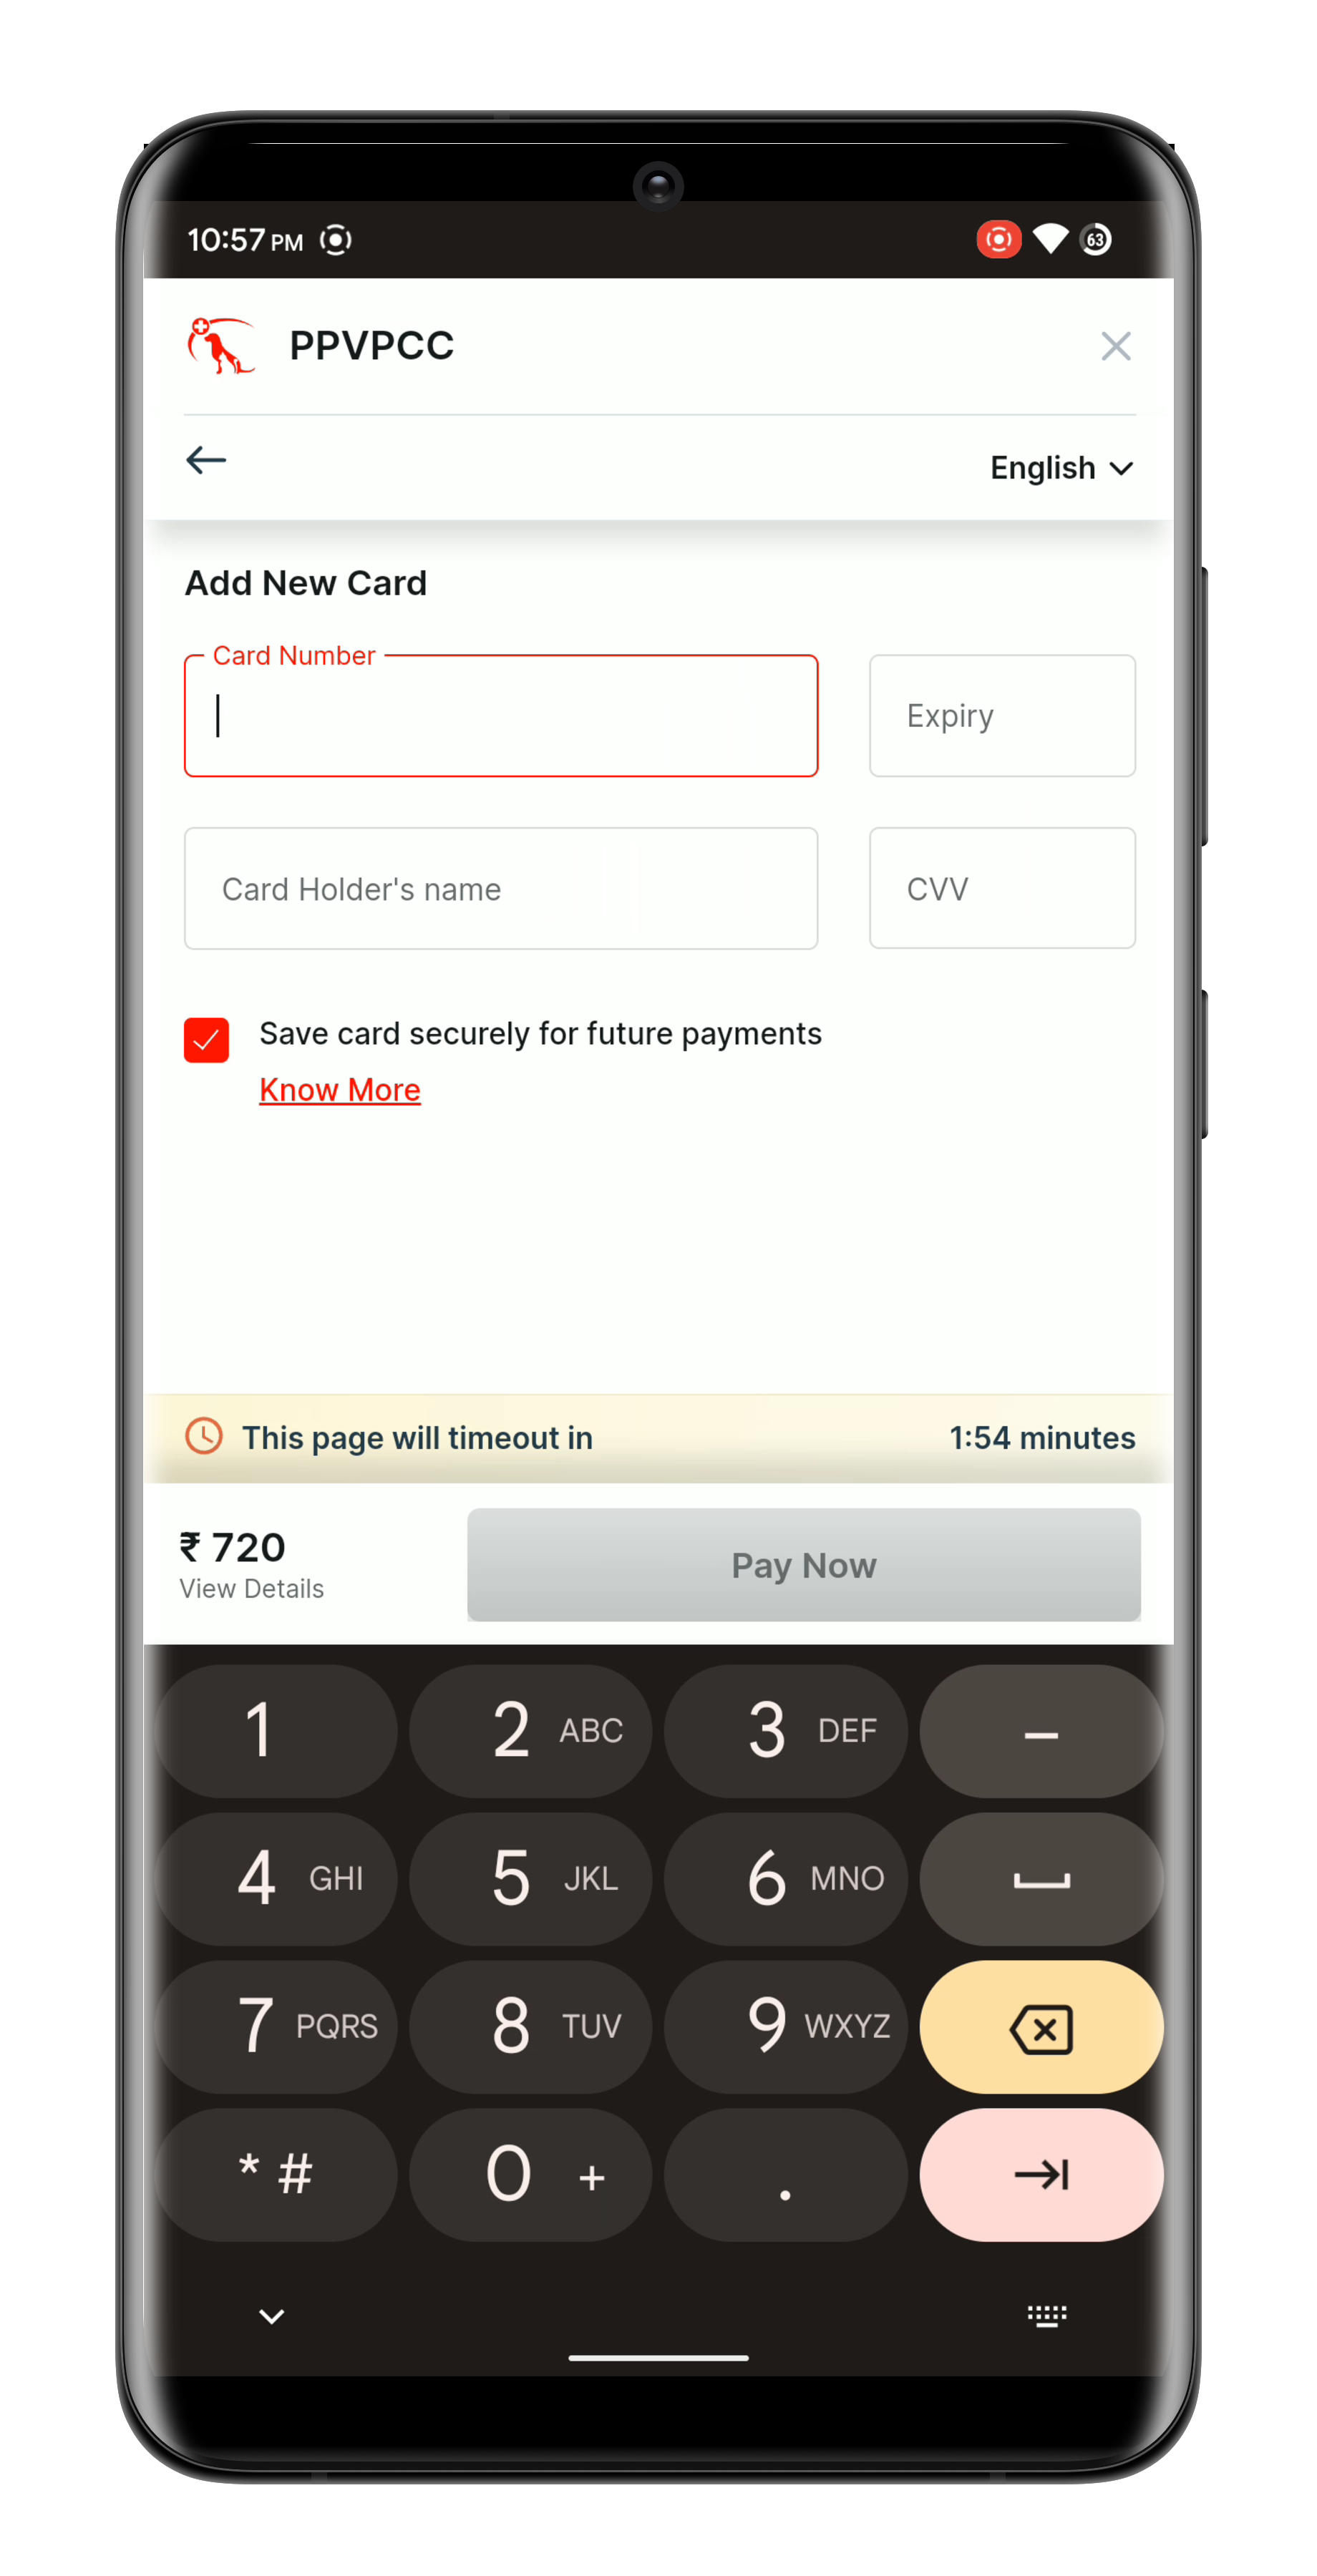 10:57 PM
63
PPVPCC
English
Add New Card
Card Number
Expiry
Card Holder's name
CVV
Save card securely for future payments
Know More
This page will timeout in 1:54 minutes
₹ 720
View Details
Pay Now
1 2 ABC 3 DEF –
4 GHI 5 JKL 6 MNO
7 PQRS 8 TUV 9 WXYZ
* # 0 + .